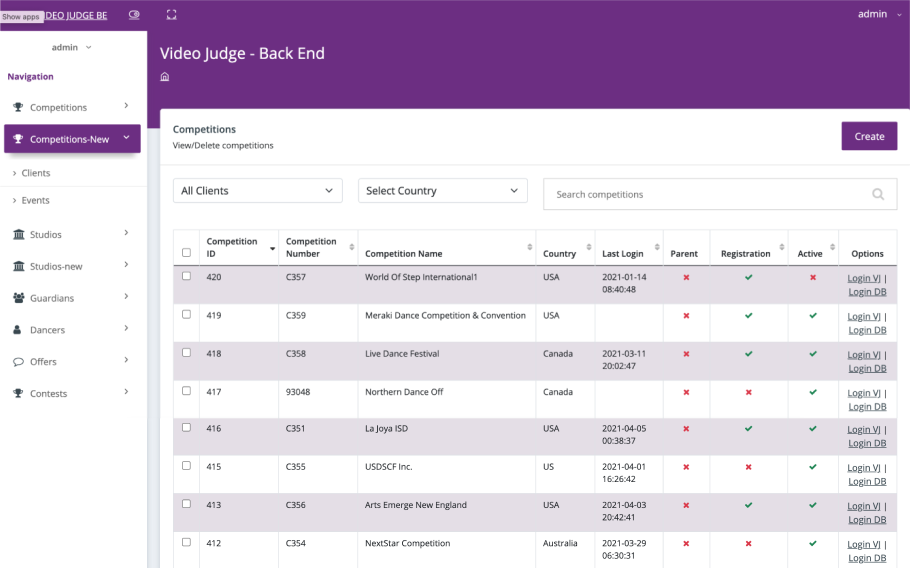 Show apps
DEO JUDGE BE
admin
admin
Video Judge - Back End
Navigation
Competitions
Competitions-New
Clients
Events
Studios
Studios-new
Guardians
Dancers
Offers
Contests
Competitions
View/Delete competitions
Create
All Clients
Select Country
Search competitions
Competition ID Competition Number Competition Name Country Last Login Parent Registration Active Options
420 C357 World Of Step International1 USA 2021-01-14 08:40:48 Login VJ | Login DB
419 C359 Meraki Dance Competition & Convention USA Login VJ | Login DB
418 C358 Live Dance Festival Canada 2021-03-11 20:02:47 Login VJ | Login DB
417 93048 Northern Dance Off Canada Login VJ | Login DB
416 C351 La Joya ISD USA 2021-04-05 00:38:37 Login VJ | Login DB
415 C355 USDSCF Inc. US 2021-04-01 16:26:42 Login VJ | Login DB
413 C356 Arts Emerge New England USA 2021-04-03 20:42:41 Login VJ | Login DB
412 C354 NextStar Competition Australia 2021-03-29 06:30:31 Login VJ | Login DB